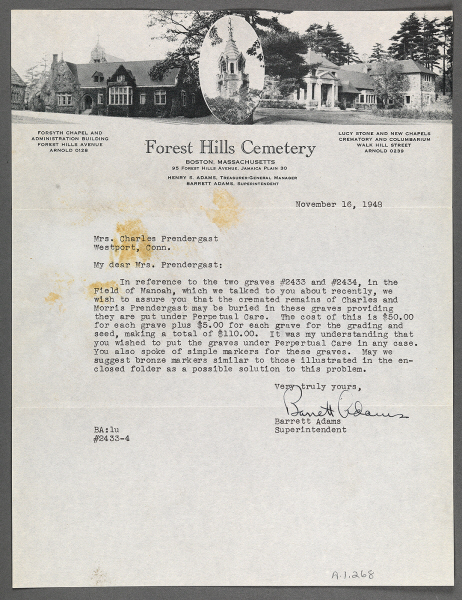 FORSYTH CHAPEL AND
ADMINISTRATION BUILDING
FOREST HILLS AVENUE
ARNOLD 0128
LUCY STONE AND NEW CHAPELS
CREMATORY AND COLUMBARIUM
WALK HILL STREET
ARNOLD 0239
Forest Hills Cemetery
BOSTON, MASSACHUSETTS
95 FOREST HILLS AVENUE, JAMAICA PLAIN 30
HENRY S. ADAMS, TREASURER-GENERAL MANAGER
BARRETT ADAMS, SUPERINTENDENT
November 16, 1948
Mrs. Charles Prendergast
Westport, Conn.
My dear Mrs. Prendergast:
In reference to the two graves #2433 and #2434, in the
Field of Manoah, which we talked to you about recently, we
wish to assure you that the cremated remains of Charles and
Morris Prendergast may be buried in these graves providing
they are put under Perpetual Care. The cost of this is $50.00
for each grave plus $5.00 for each grave for the grading and
seed, making a total of $110.00. It was my understanding that
you wished to put the graves under Perpertual Care in any case.
You also spoke of simple markers for these graves. May we
suggest bronze markers similar to those illustrated in the en-
closed folder as a possible solution to this problem.
Very truly yours,
Barrett Adams
Barrett Adams
Superintendent
BA:lu
#2433-4
A.1.268